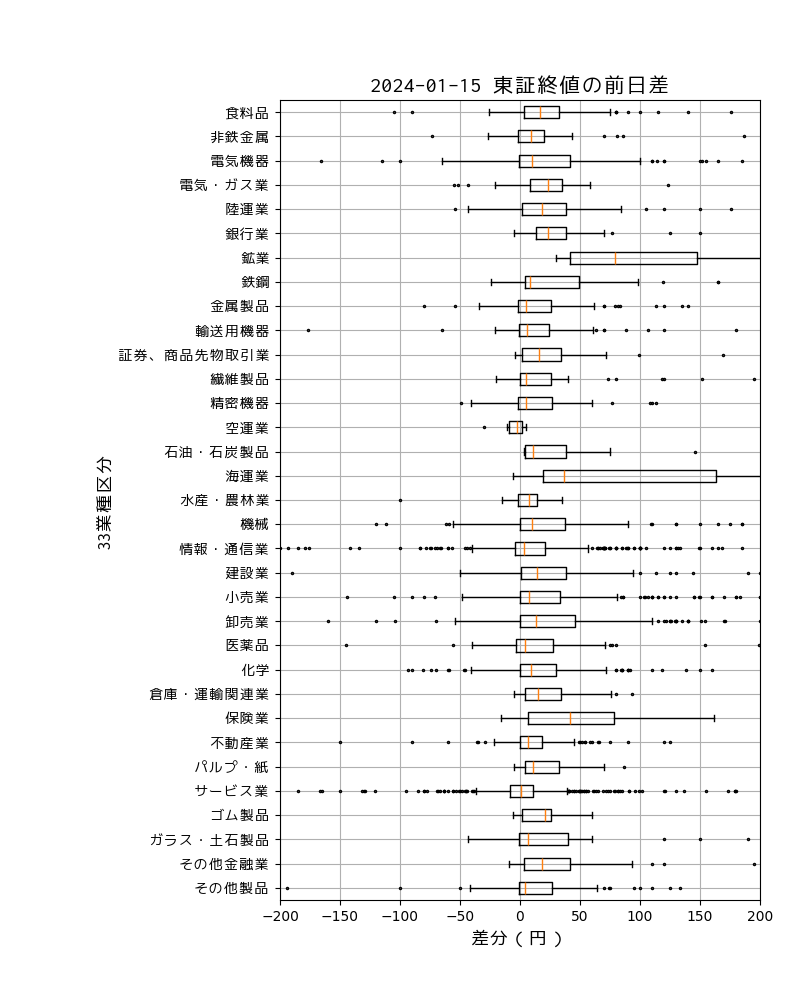 2024-01-15 東証終値の前日差
食料品
非鉄金属
電気機器
電気・ガス業
陸運業
銀行業
鉱業
鉄鋼
金属製品
輸送用機器
証券、商品先物取引業
繊維製品
精密機器
空運業
石油・石炭製品
海運業
水産・農林業
機械
情報・通信業
建設業
小売業
卸売業
医薬品
化学
倉庫・運輸関連業
保険業
不動産業
パルプ・紙
サービス業
ゴム製品
ガラス・土石製品
その他金融業
その他製品
33業種区分
−200 −150 −100 −50 0 50 100 150 200
差分 ( 円 )